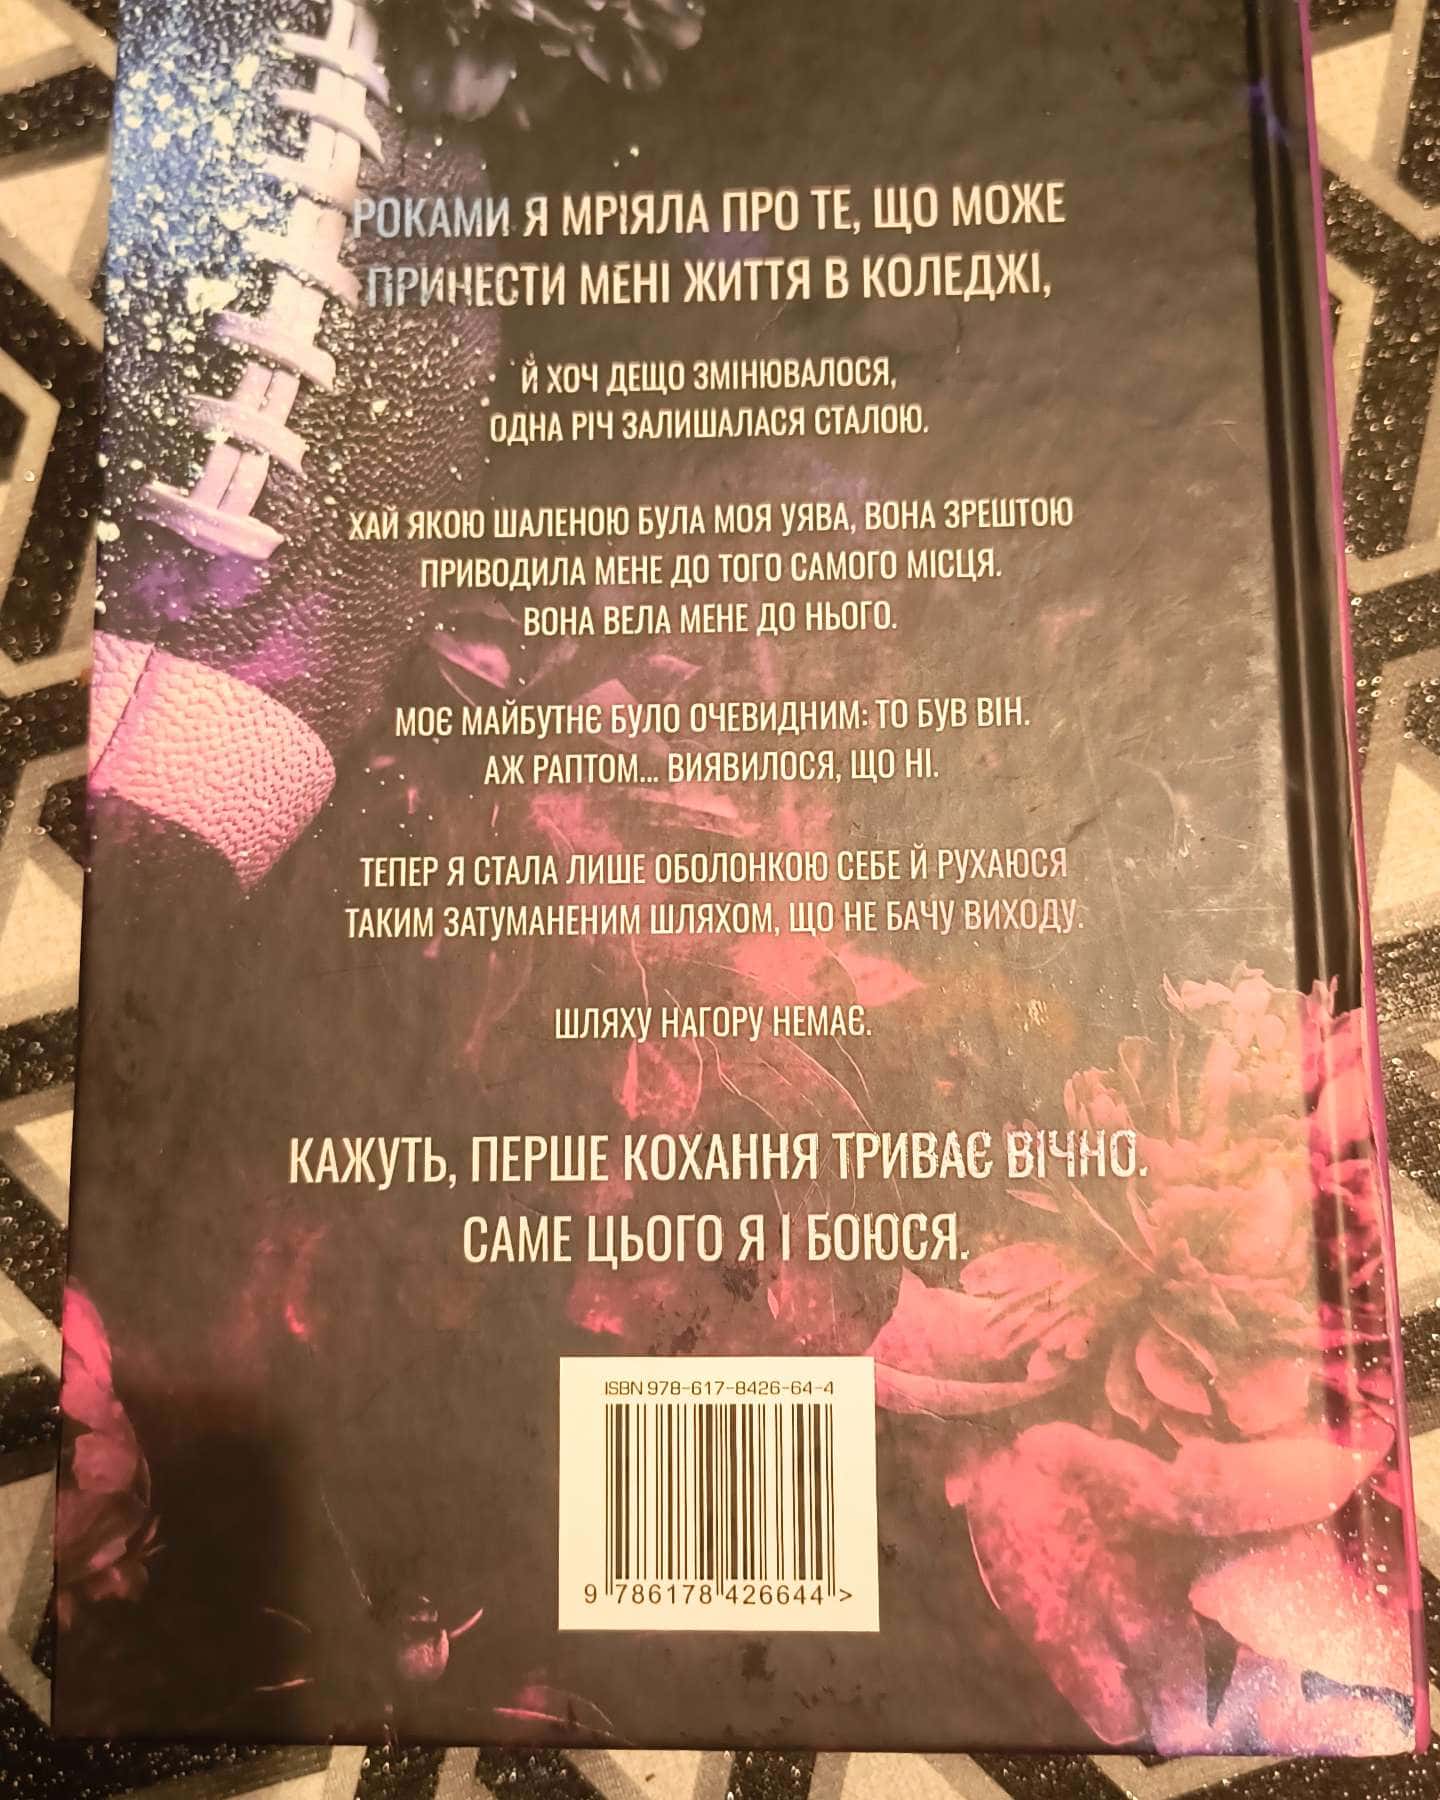 РОКАМИ Я МРІЯЛА ПРО ТЕ, ЩО МОЖЕ
ПРИНЕСТИ МЕНІ ЖИТТЯ В КОЛЕДЖІ,
Й ХОЧ ДЕЩО ЗМІНЮВАЛОСЯ,
ОДНА РІЧ ЗАЛИШАЛАСЯ СТАЛОЮ.
ХАЙ ЯКОЮ ШАЛЕНОЮ БУЛА МОЯ УЯВА, ВОНА ЗРЕШТОЮ
ПРИВОДИЛА МЕНЕ ДО ТОГО САМОГО МІСЦЯ.
ВОНА ВЕЛА МЕНЕ ДО НЬОГО.
МОЄ МАЙБУТНЄ БУЛО ОЧЕВИДНИМ: ТО БУВ ВІН.
АЖ РАПТОМ... ВИЯВИЛОСЯ, ЩО НІ.
ТЕПЕР Я СТАЛА ЛИШЕ ОБОЛОНКОЮ СЕБЕ Й РУХАЮСЯ
ТАКИМ ЗАТУМАНЕНИМ ШЛЯХОМ, ЩО НЕ БАЧУ ВИХОДУ.
ШЛЯХУ НАГОРУ НЕМАЄ.
КАЖУТЬ, ПЕРШЕ КОХАННЯ ТРИВАЄ ВІЧНО.
САМЕ ЦЬОГО Я І БОЮСЯ.
ISBN 978-617-8426-64-4
9 786178 426644 >